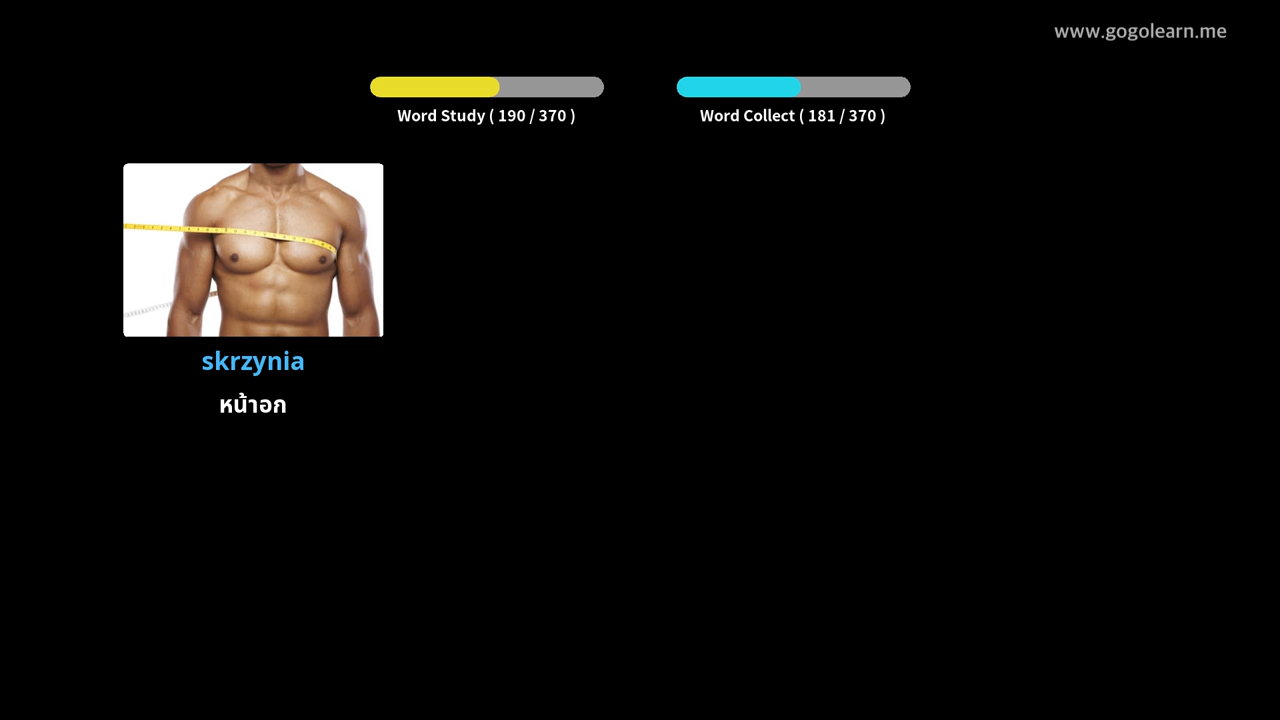 www.gogolearn.me
Word Study ( 190 / 370 )
Word Collect ( 181 / 370 )
skrzynia
หน้าอก